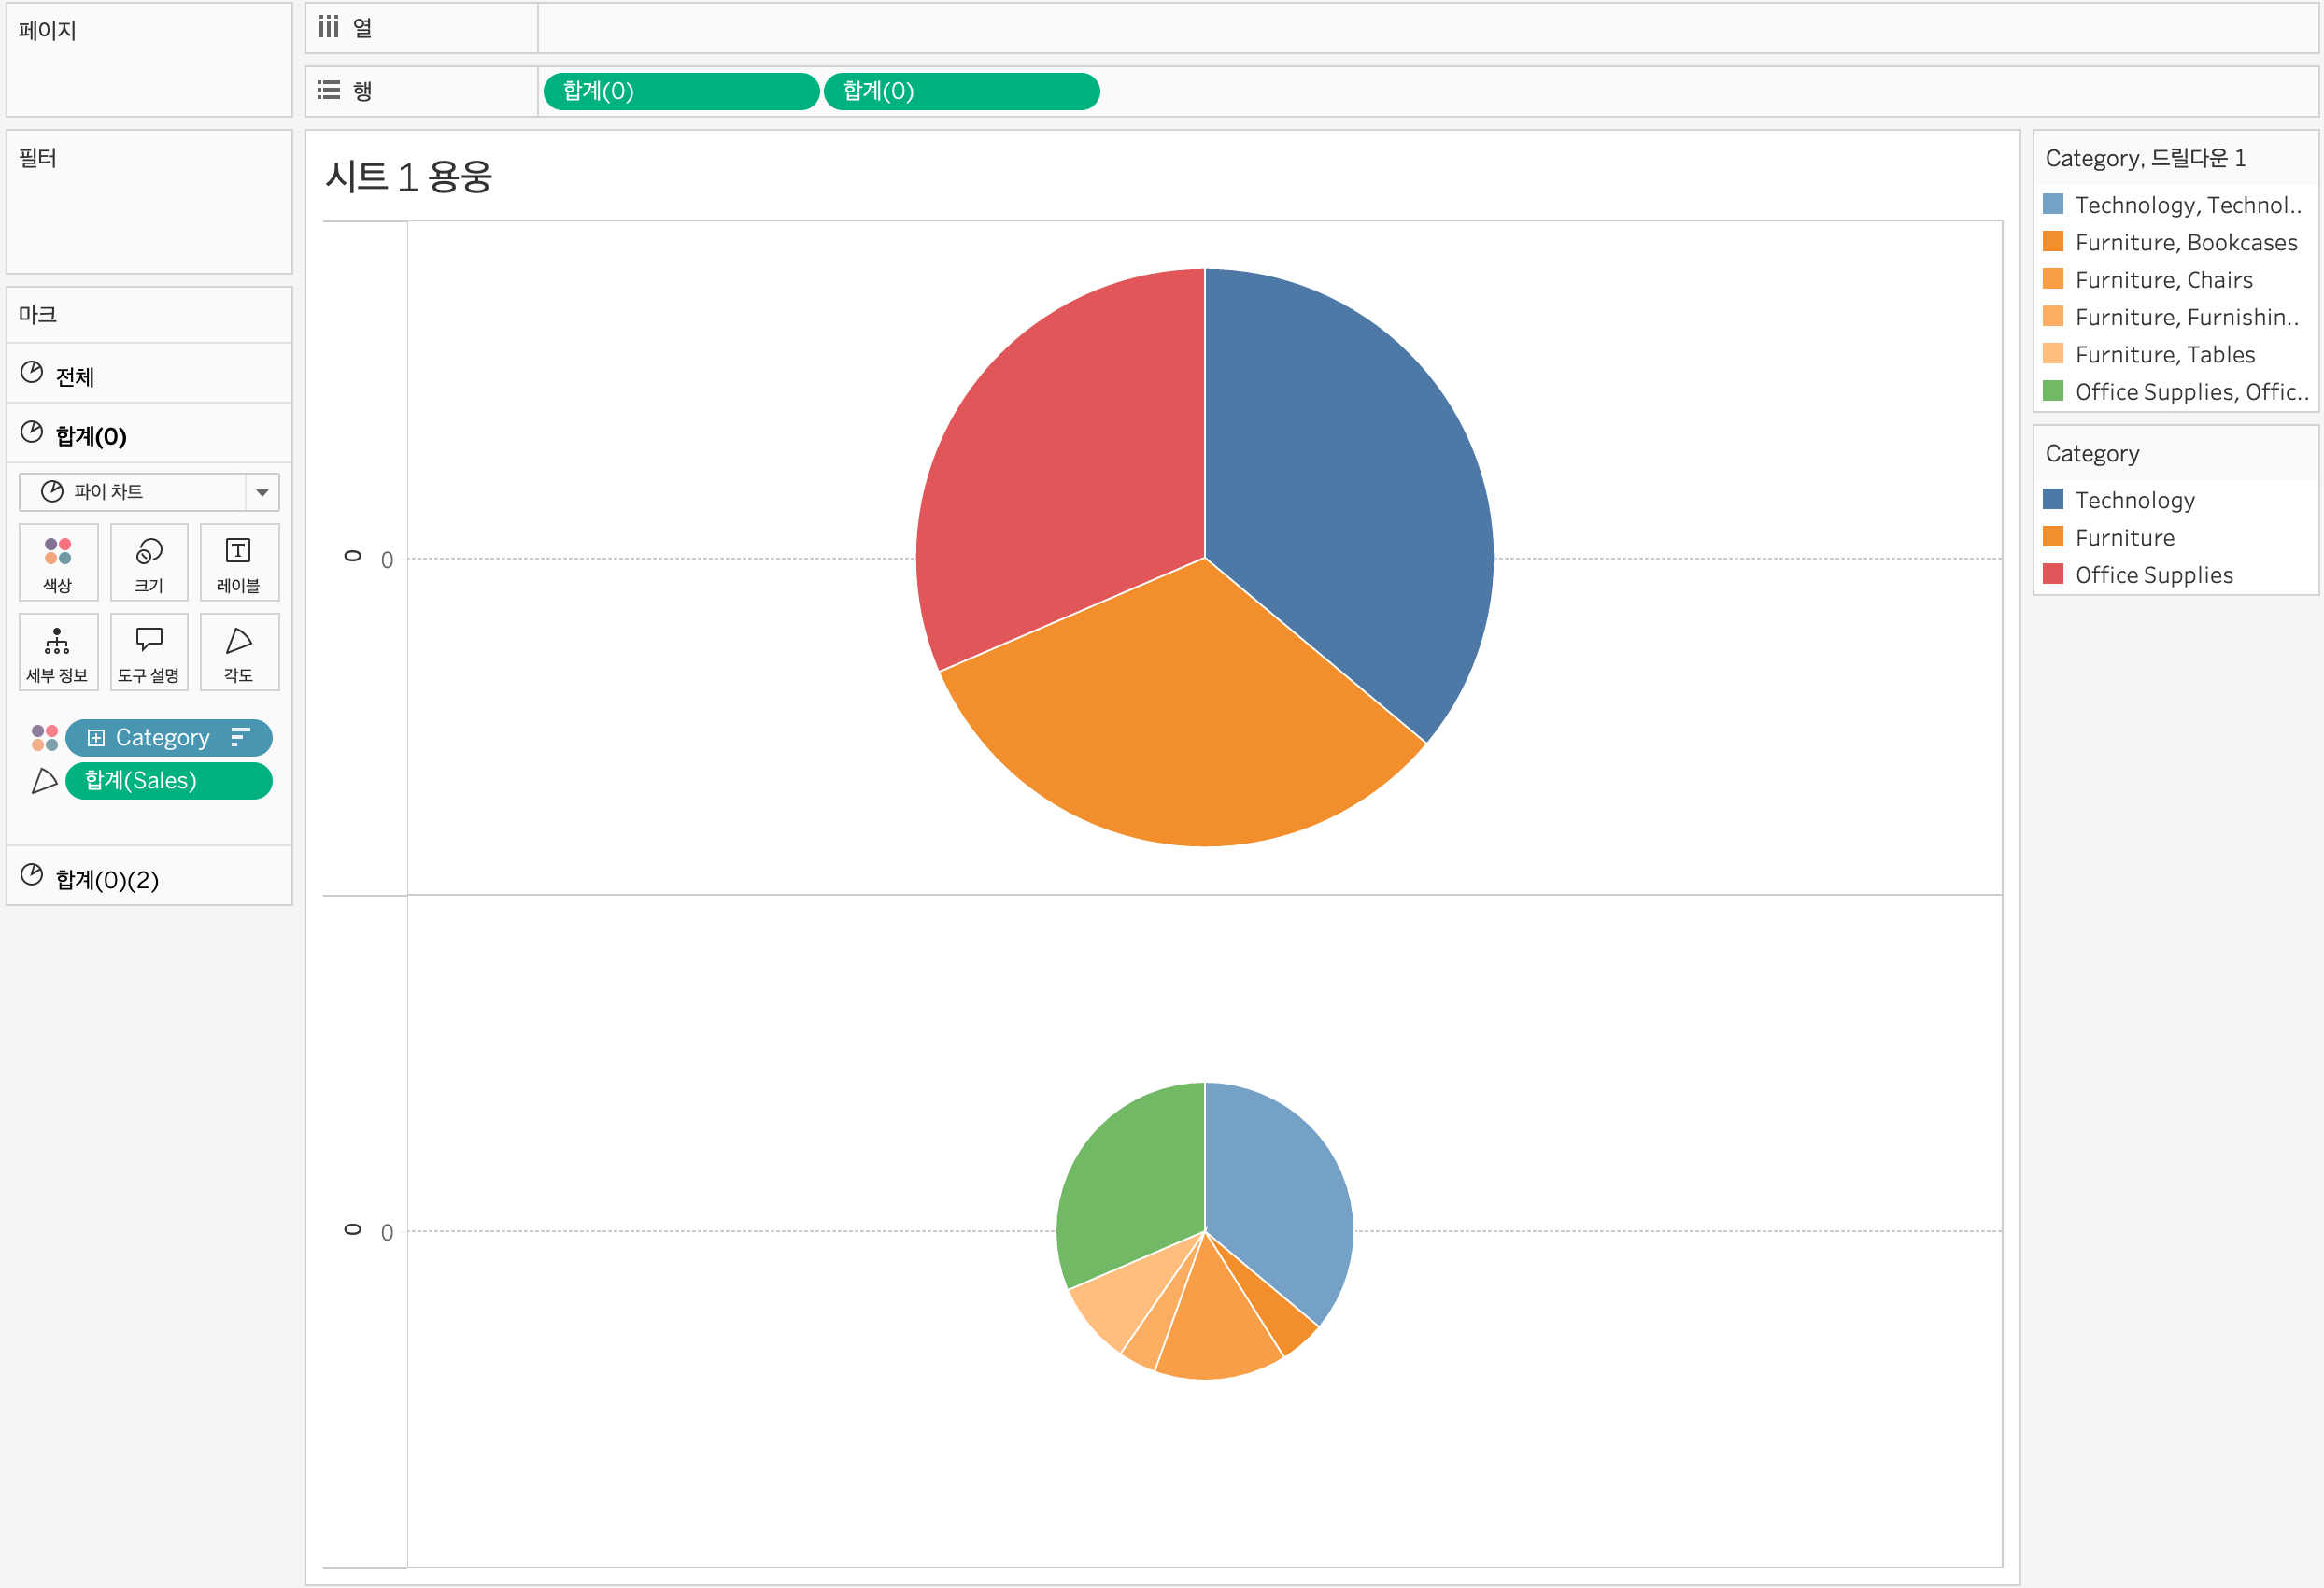 페이지
열
행
합계(0)
합계(0)
필터
마크
전체
합계(0)
파이 차트
색상
크기
레이블
세부 정보
도구 설명
각도
Category
합계(Sales)
합계(0)(2)
시트 1 용웅
0
0
0
0
Category, 드릴다운 1
Technology, Technol..
Furniture, Bookcases
Furniture, Chairs
Furniture, Furnishin..
Furniture, Tables
Office Supplies, Offic..
Category
Technology
Furniture
Office Supplies